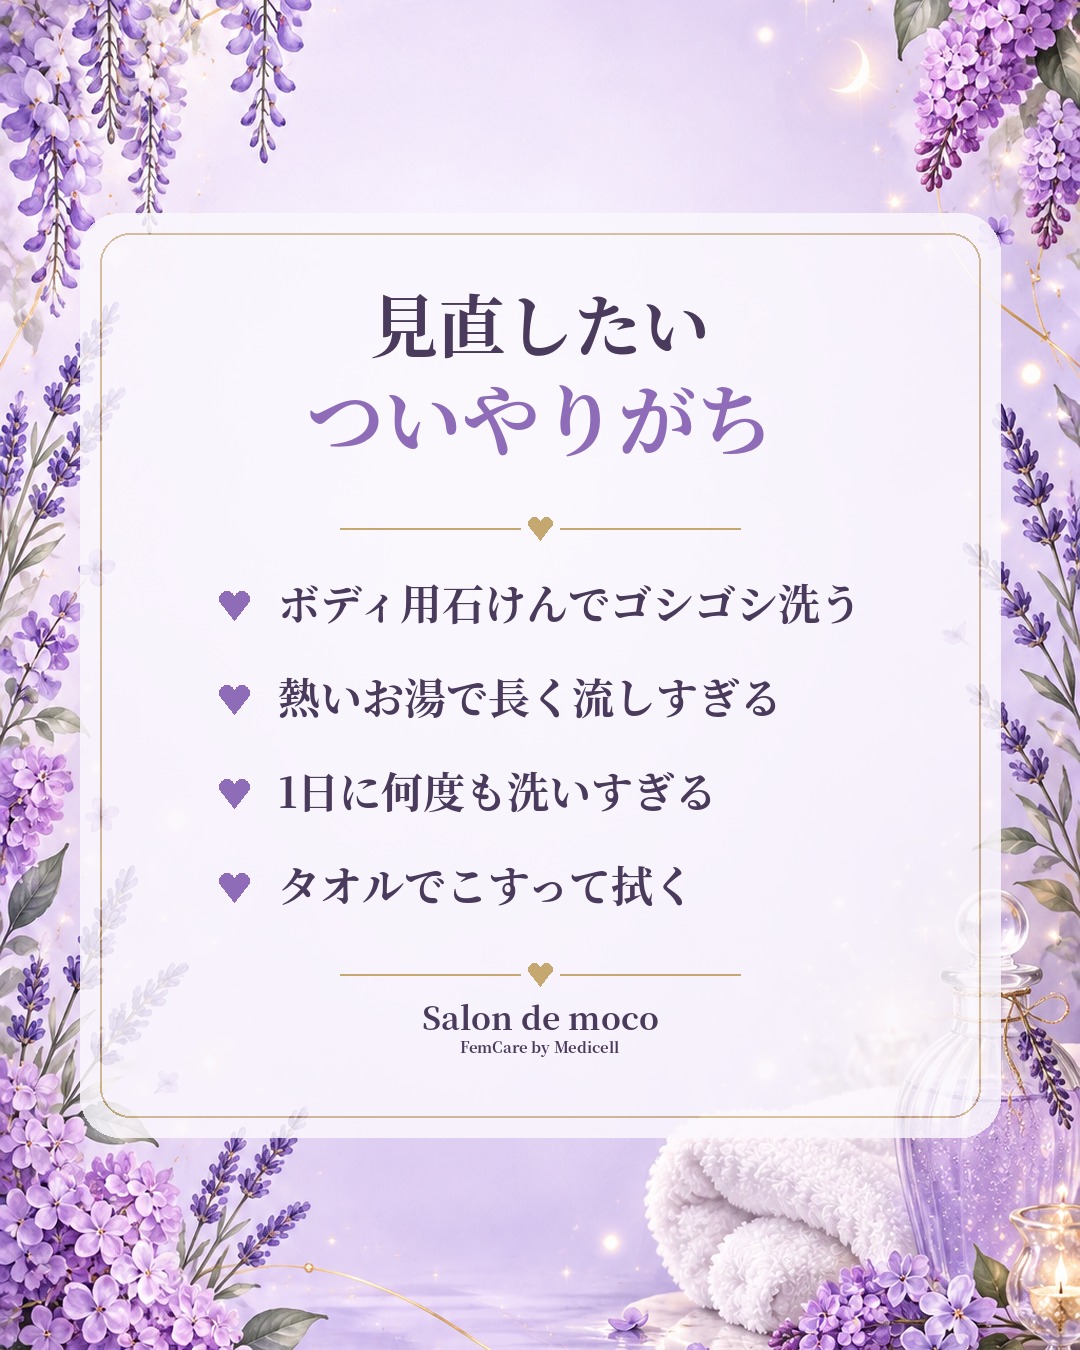 見直したい
ついやりがち
ボディ用石けんでゴシゴシ洗う
熱いお湯で長く流しすぎる
1日に何度も洗いすぎる
タオルでこすって拭く
Salon de moco
FemCare by Medicell